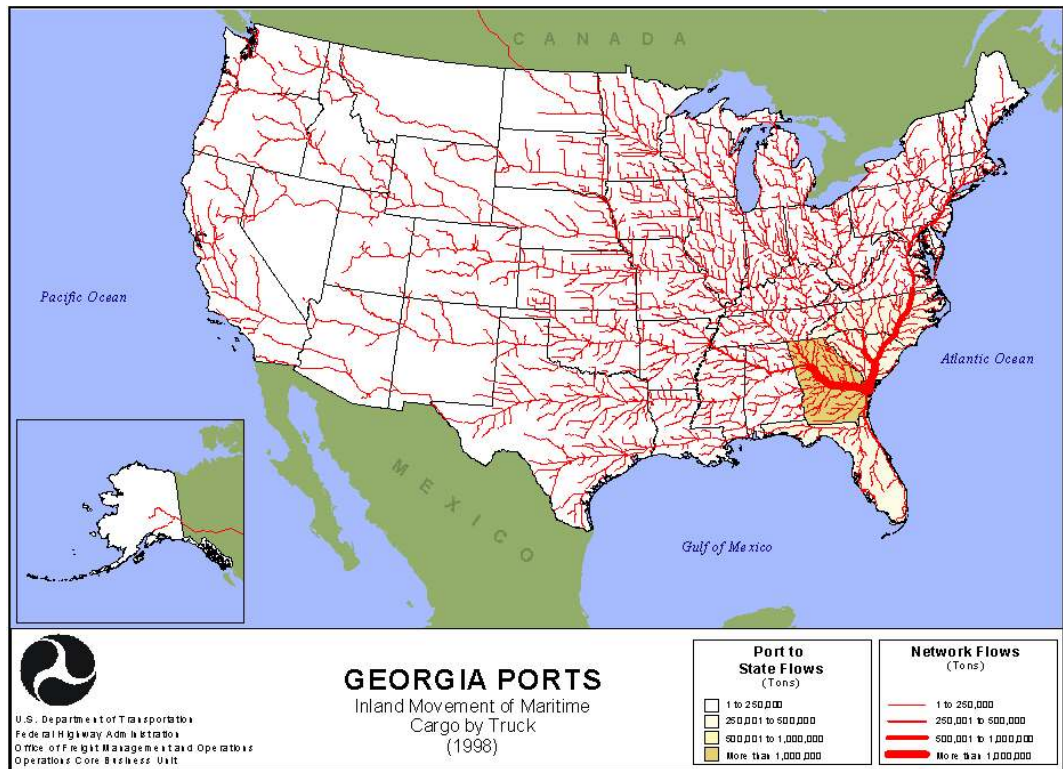 CANADA
Pacific Ocean
Atlantic Ocean
MEXICO
Gulf of Mexico
U.S. Department of Transportation
Federal Highway Administration
Office of Freight Management and Operations
Operations Core Business Unit
GEORGIA PORTS
Inland Movement of Maritime
Cargo by Truck
(1998)
Port to
State Flows
(Tons)
1 to 250,000
250,001 to 500,000
500,001 to 1,000,000
More than 1,000,000
Network Flows
(Tons)
1 to 250,000
250,001 to 500,000
500,001 to 1,000,000
More than 1,000,000